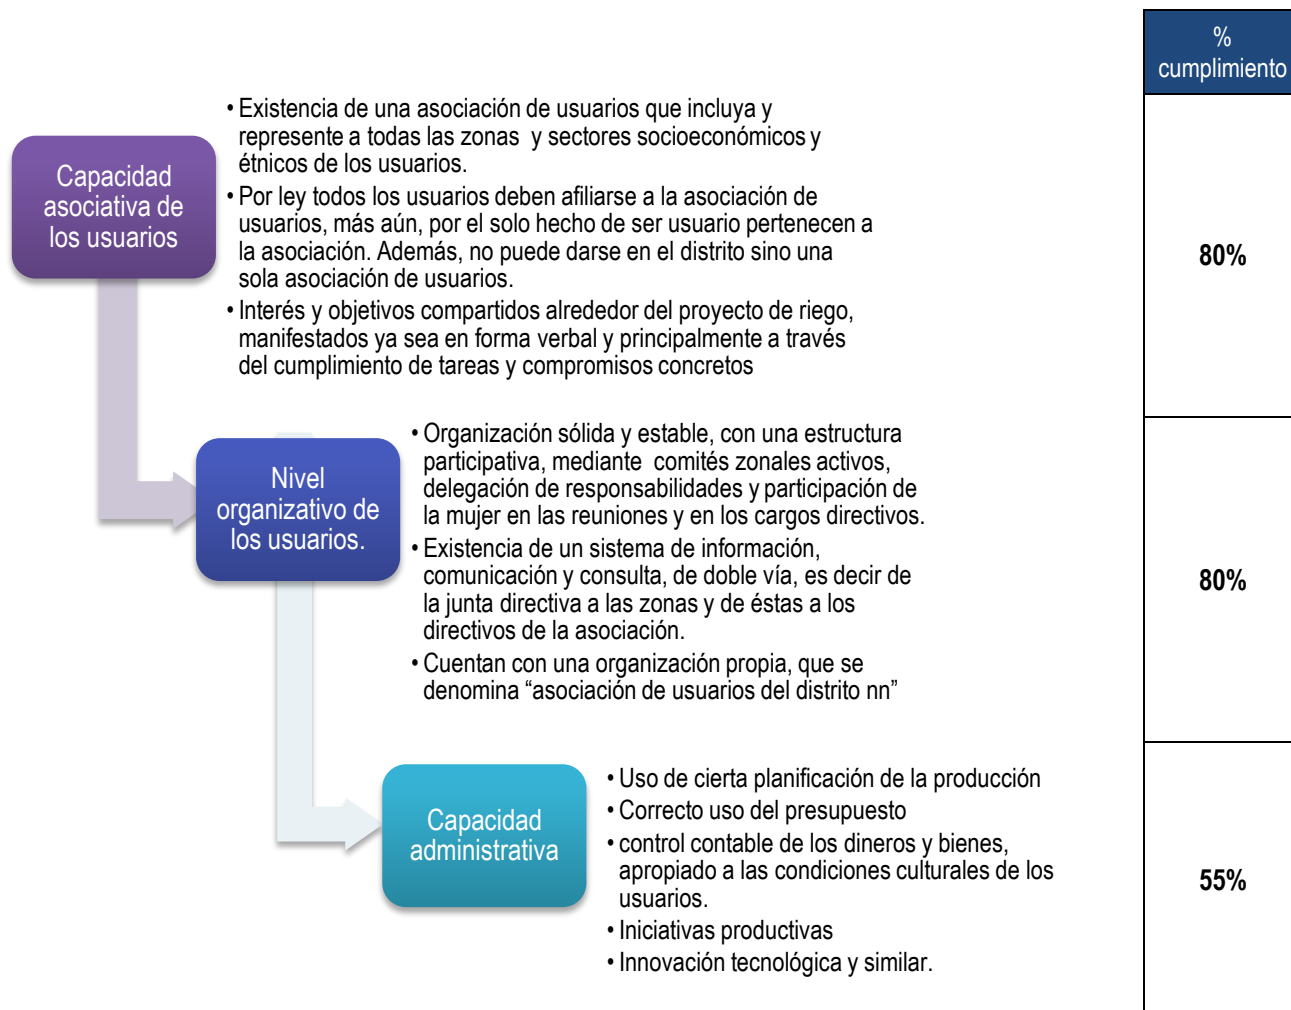 %
cumplimiento
Capacidad
asociativa de
los usuarios
• Existencia de una asociación de usuarios que incluya y
represente a todas las zonas y sectores socioeconómicos y
étnicos de los usuarios.
• Por ley todos los usuarios deben afiliarse a la asociación de
usuarios, más aún, por el solo hecho de ser usuario pertenecen a
la asociación. Además, no puede darse en el distrito sino una
sola asociación de usuarios.
• Interés y objetivos compartidos alrededor del proyecto de riego,
manifestados ya sea en forma verbal y principalmente a través
del cumplimiento de tareas y compromisos concretos
80%
Nivel
organizativo de
los usuarios.
• Organización sólida y estable, con una estructura
participativa, mediante comités zonales activos,
delegación de responsabilidades y participación de
la mujer en las reuniones y en los cargos directivos.
• Existencia de un sistema de información,
comunicación y consulta, de doble vía, es decir de
la junta directiva a las zonas y de éstas a los
directivos de la asociación.
• Cuentan con una organización propia, que se
denomina “asociación de usuarios del distrito nn”
80%
Capacidad
administrativa
• Uso de cierta planificación de la producción
• Correcto uso del presupuesto
• control contable de los dineros y bienes,
apropiado a las condiciones culturales de los
usuarios.
• Iniciativas productivas
• Innovación tecnológica y similar.
55%